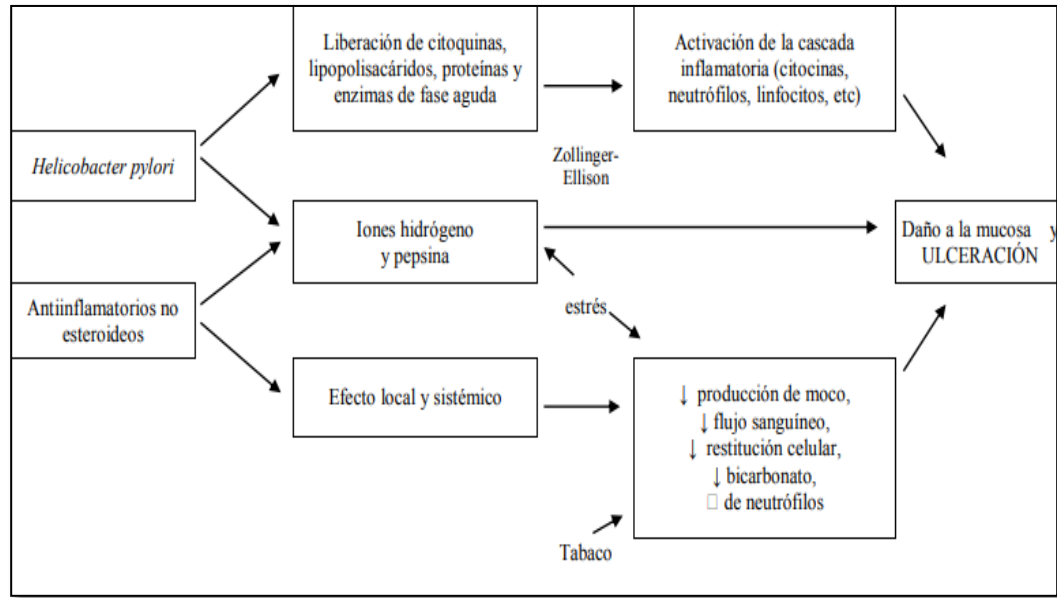 Liberación de citoquinas,
lipopolisacáridos, proteínas y
enzimas de fase aguda
Activación de la cascada
inflamatoria (citocinas,
neutrófilos, linfocitos, etc)
Helicobacter pylori
Zollinger-
Ellison
Iones hidrógeno
y pepsina
Daño a la mucosa y
ULCERACIÓN
Antiinflamatorios no
esteroideos
estrés
Efecto local y sistémico
↓ producción de moco,
↓ flujo sanguíneo,
↓ restitución celular,
↓ bicarbonato,
□ de neutrófilos
Tabaco